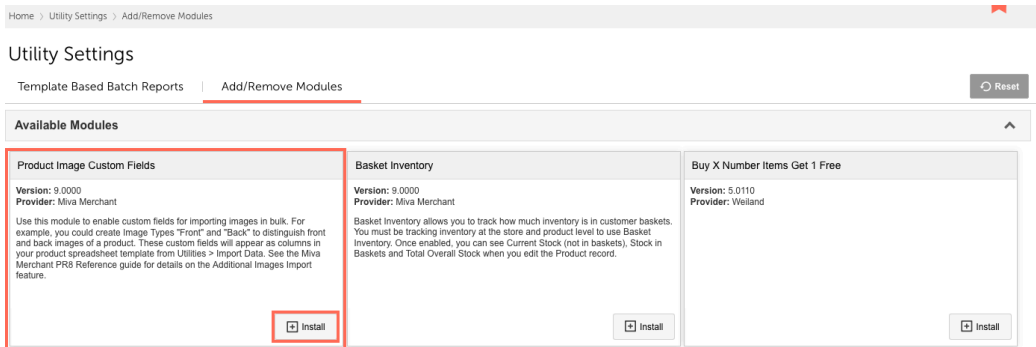 Home > Utility Settings > Add/Remove Modules
Utility Settings
Template Based Batch Reports | Add/Remove Modules
Reset
Available Modules
Product Image Custom Fields
Version: 9.0000
Provider: Miva Merchant
Use this module to enable custom fields for importing images in bulk. For
example, you could create Image Types "Front" and "Back" to distinguish front
and back images of a product. These custom fields will appear as columns in
your product spreadsheet template from Utilities > Import Data. See the Miva
Merchant PR8 Reference guide for details on the Additional Images Import
feature.
Install
Basket Inventory
Version: 9.0000
Provider: Miva Merchant
Basket Inventory allows you to track how much inventory is in customer baskets.
You must be tracking inventory at the store and product level to use Basket
Inventory. Once enabled, you can see Current Stock (not in baskets), Stock in
Baskets and Total Overall Stock when you edit the Product record.
Install
Buy X Number Items Get 1 Free
Version: 5.0110
Provider: Weiland
Install